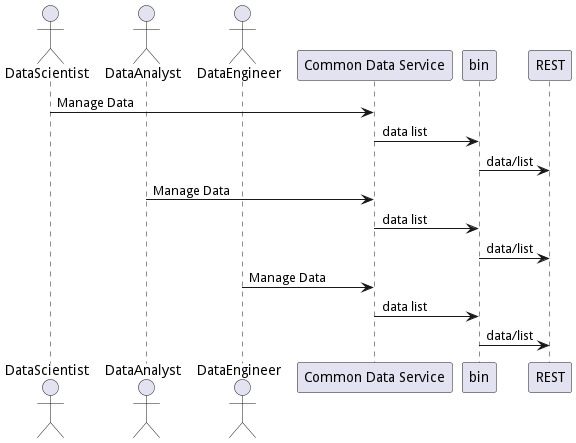 DataScientist DataAnalyst DataEngineer Common Data Service bin REST
Manage Data
data list
data/list
Manage Data
data list
data/list
Manage Data
data list
data/list
DataScientist DataAnalyst DataEngineer Common Data Service bin REST